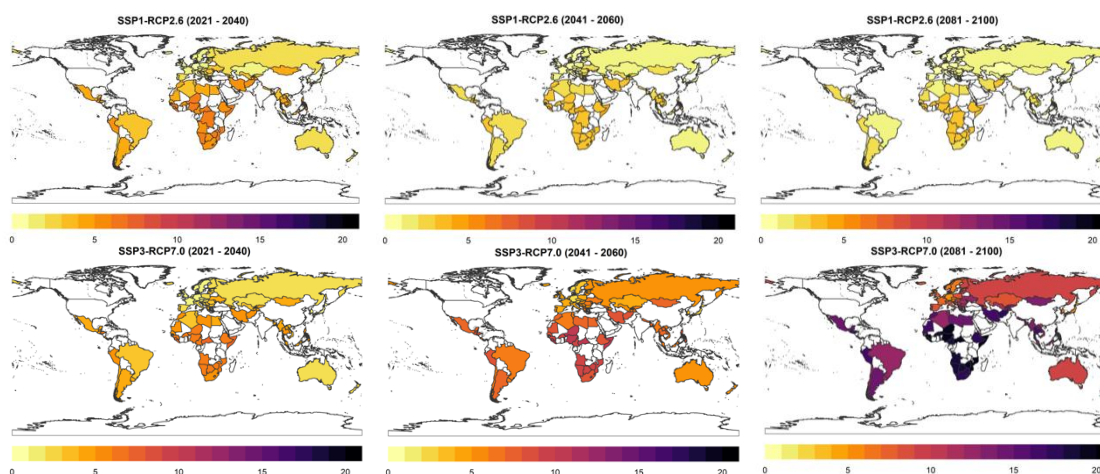 SSP1-RCP2.6 (2021 - 2040)
SSP1-RCP2.6 (2041 - 2060)
SSP1-RCP2.6 (2081 - 2100)
0 5 10 15 20
0 5 10 15 20
0 5 10 15 20
SSP3-RCP7.0 (2021 - 2040)
SSP3-RCP7.0 (2041 - 2060)
SSP3-RCP7.0 (2081 - 2100)
0 5 10 15 20
0 5 10 15 20
0 5 10 15 20